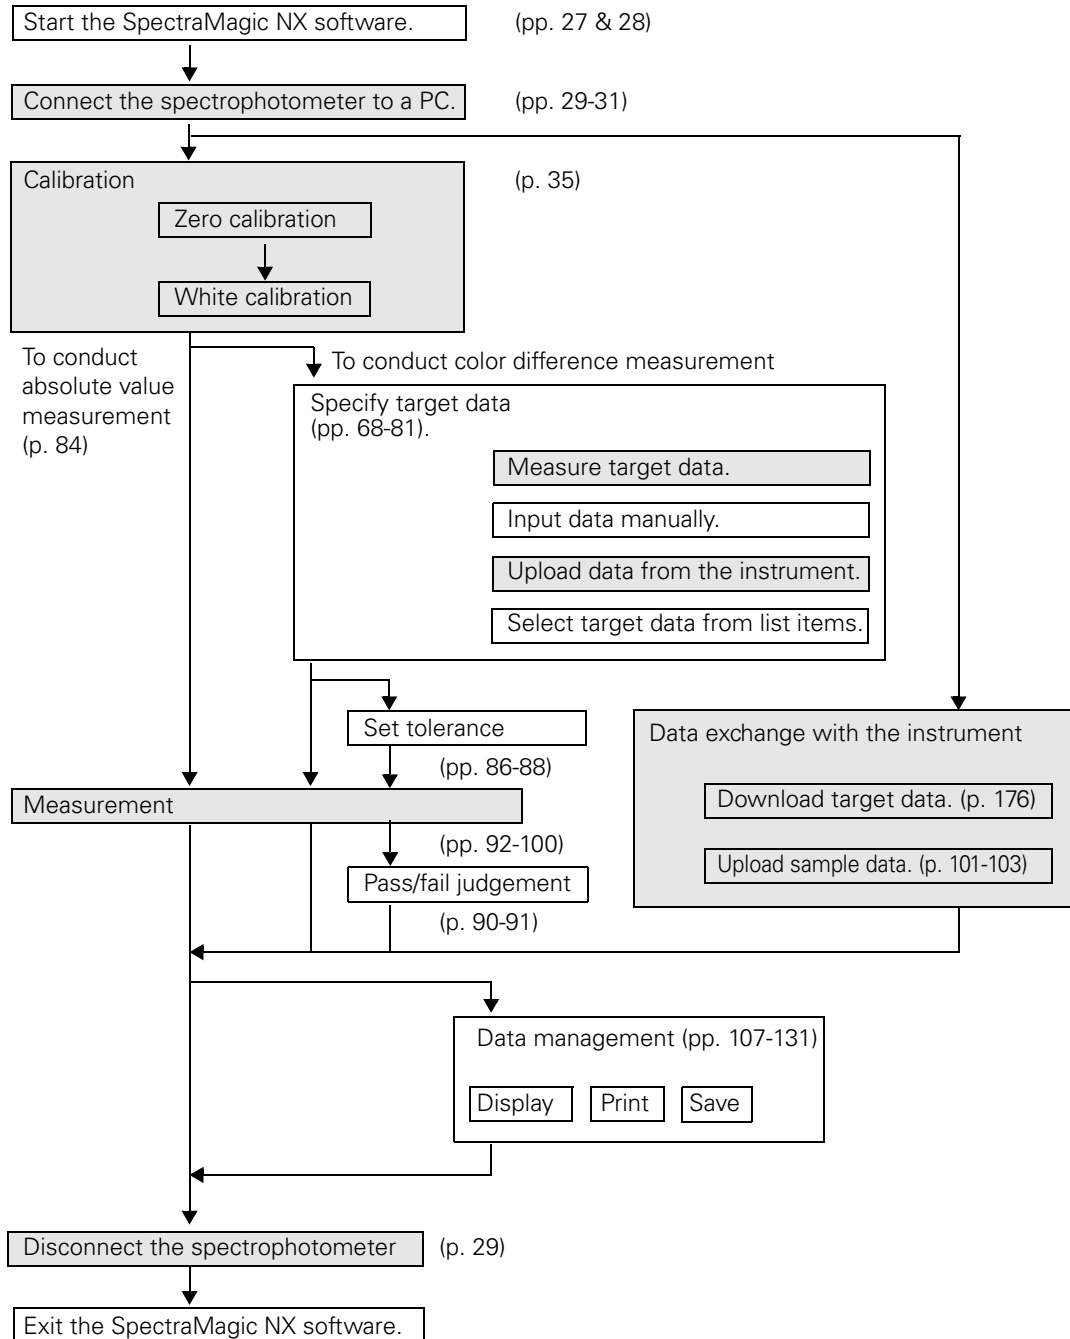 Start the SpectraMagic NX software.
(pp. 27 & 28)
Connect the spectrophotometer to a PC.
(pp. 29-31)
Calibration
(p. 35)
Zero calibration
White calibration
To conduct
absolute value
measurement
(p. 84)
To conduct color difference measurement
Specify target data
(pp. 68-81).
Measure target data.
Input data manually.
Upload data from the instrument.
Select target data from list items.
Set tolerance
(pp. 86-88)
Data exchange with the instrument
Download target data. (p. 176)
Upload sample data. (p. 101-103)
Measurement
(pp. 92-100)
Pass/fail judgement
(p. 90-91)
Data management (pp. 107-131)
Display
Print
Save
Disconnect the spectrophotometer
(p. 29)
Exit the SpectraMagic NX software.